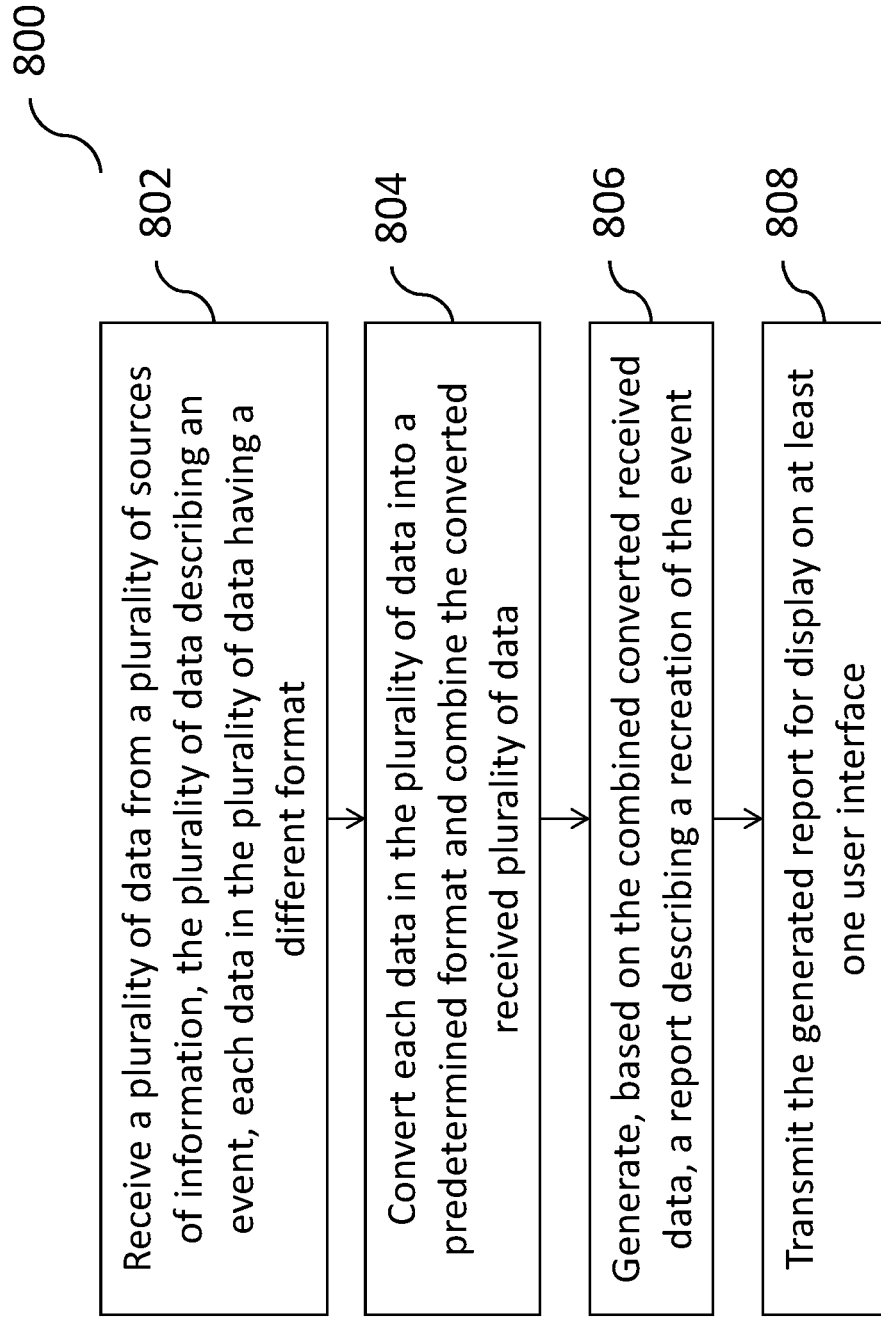 800
802
Receive a plurality of data from a plurality of sources
of information, the plurality of data describing an
event, each data in the plurality of data having a
different format
804
Convert each data in the plurality of data into a
predetermined format and combine the converted
received plurality of data
806
Generate, based on the combined converted received
data, a report describing a recreation of the event
808
Transmit the generated report for display on at least
one user interface